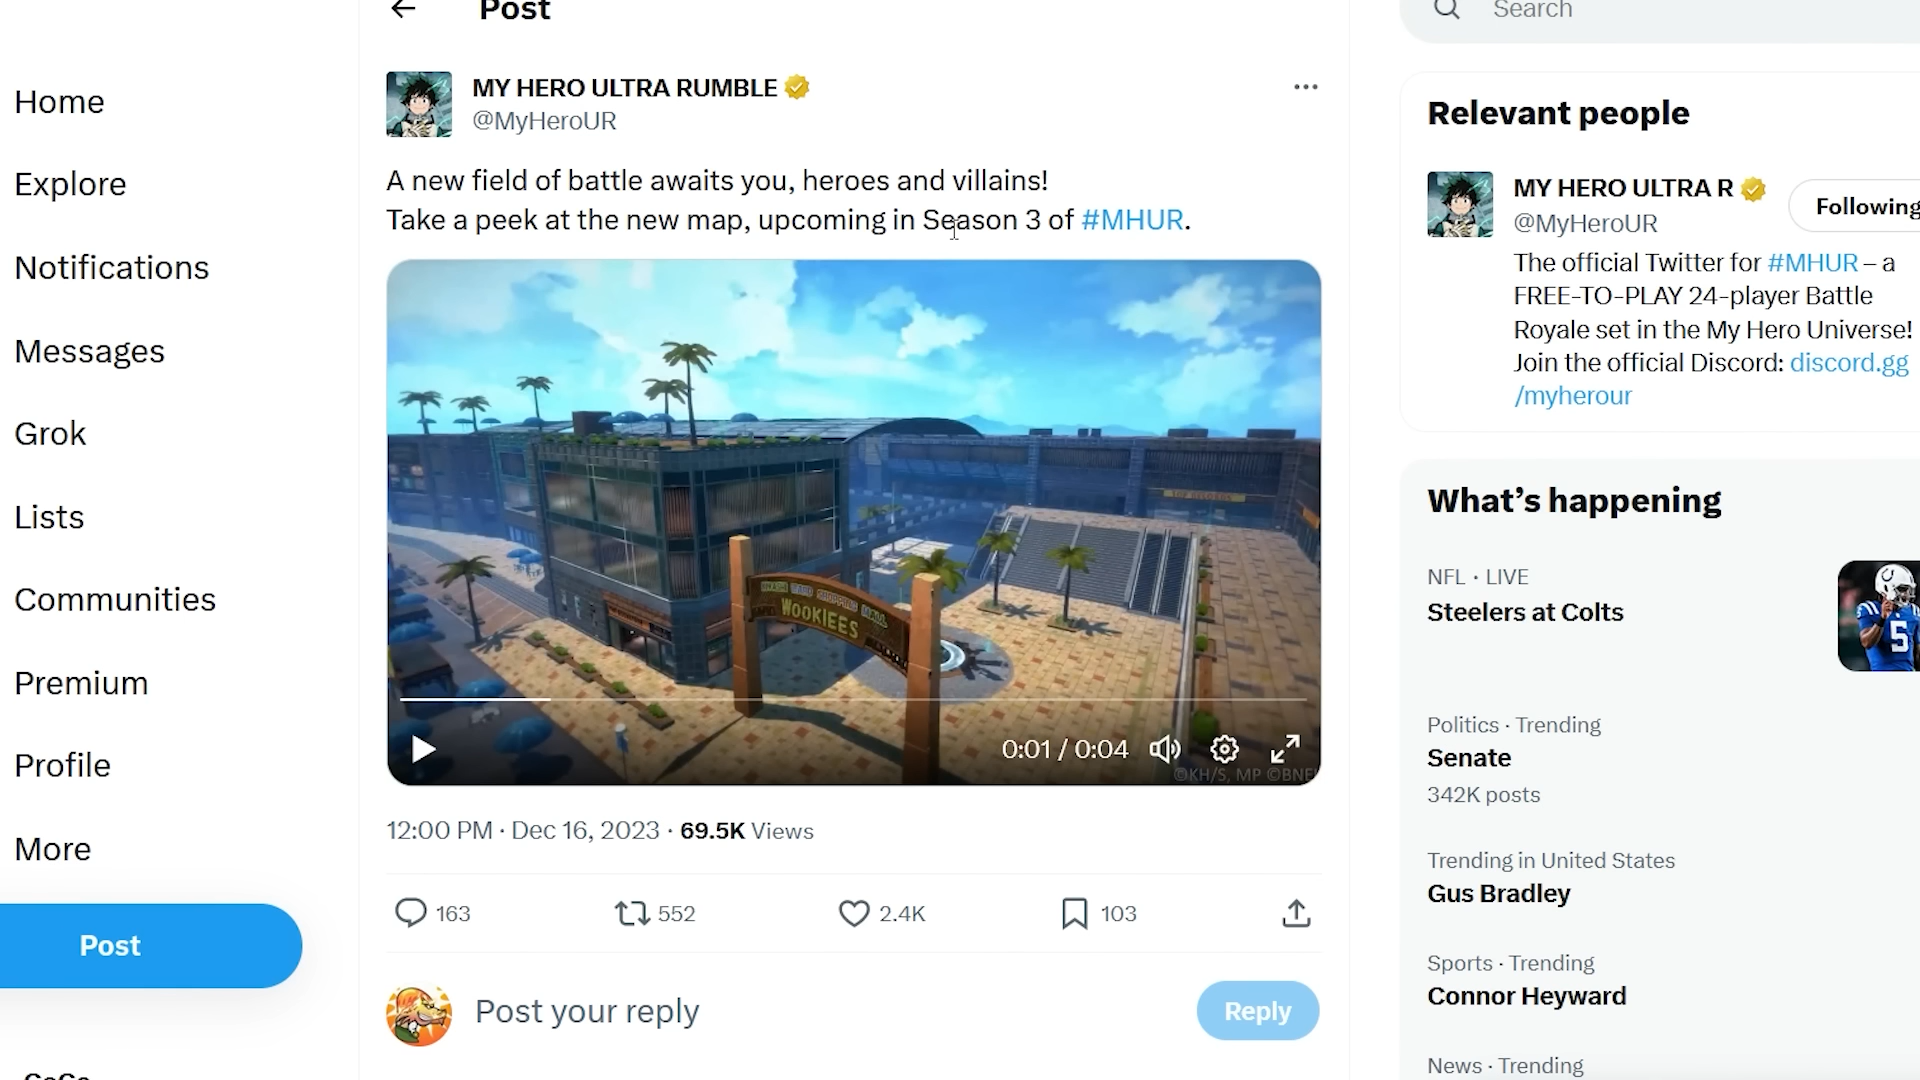 Post
Search
Home
Explore
Notifications
Messages
Grok
Lists
Communities
Premium
Profile
More
Post
MY HERO ULTRA RUMBLE
@MyHeroUR
A new field of battle awaits you, heroes and villains!
Take a peek at the new map, upcoming in Season 3 of #MHUR.
SHOPPING MALL
WOOKIEES
0:01 / 0:04
©KH/S, MP ©BNE
12:00 PM · Dec 16, 2023 · 69.5K Views
163 552 2.4K 103
Post your reply
Reply
Relevant people
MY HERO ULTRA R
@MyHeroUR
Following
The official Twitter for #MHUR – a
FREE-TO-PLAY 24-player Battle
Royale set in the My Hero Universe!
Join the official Discord: discord.gg
/myherour
What’s happening
NFL · LIVE
Steelers at Colts
5
Politics · Trending
Senate
342K posts
Trending in United States
Gus Bradley
Sports · Trending
Connor Heyward
News · Trending